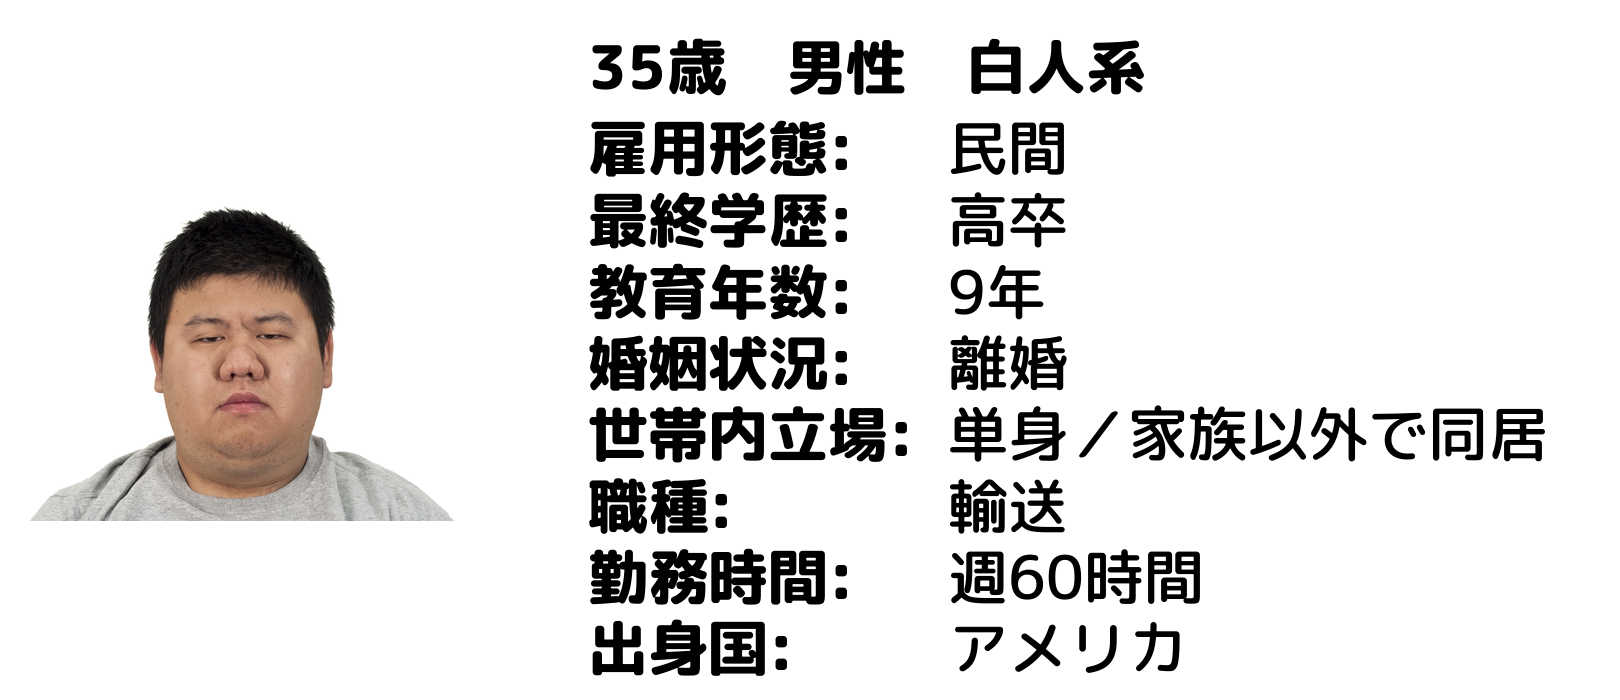 35歳　男性　白人系
雇用形態:　民間
最終学歴:　高卒
教育年数:　9年
婚姻状況:　離婚
世帯内立場:　単身／家族以外で同居
職種:　輸送
勤務時間:　週60時間
出身国:　アメリカ